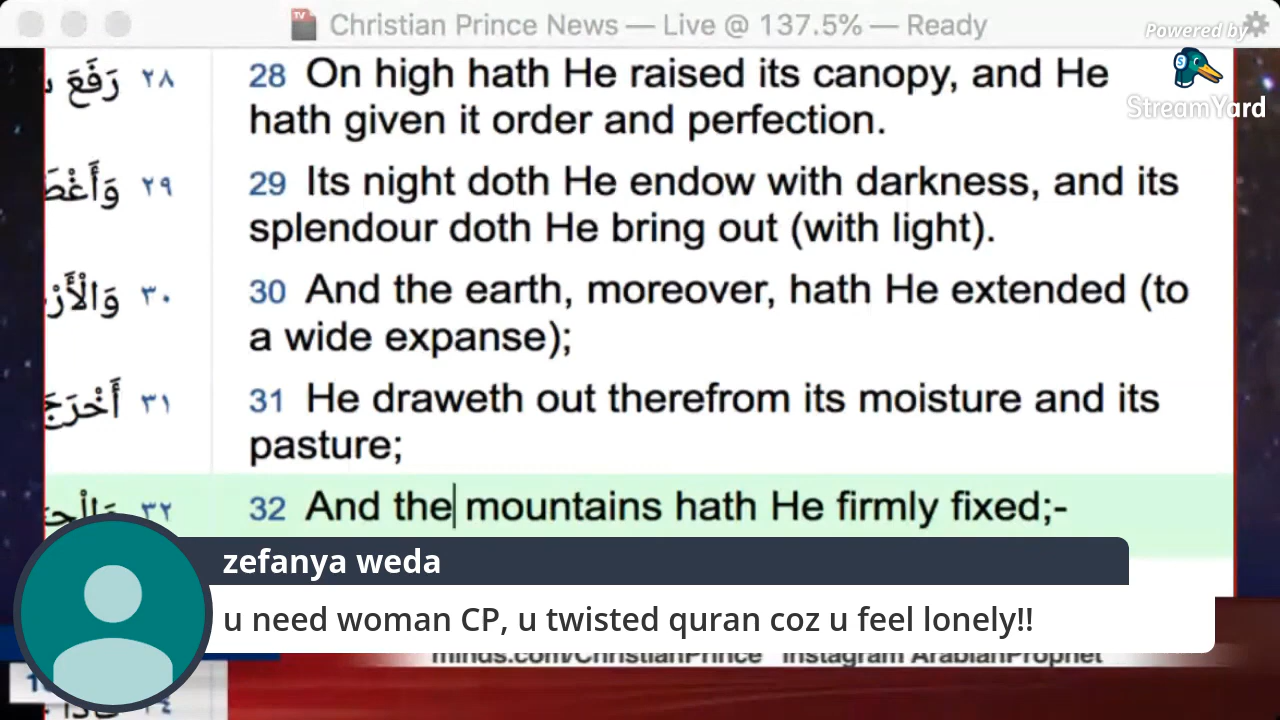 Christian Prince News — Live @ 137.5% — Ready
Powered by
StreamYard
رَفَعَ ٢٨
28 On high hath He raised its canopy, and He
hath given it order and perfection.
٢٩
29 Its night doth He endow with darkness, and its
splendour doth He bring out (with light).
٣٠
30 And the earth, moreover, hath He extended (to
a wide expanse);
٣١
31 He draweth out therefrom its moisture and its
pasture;
٣٢
32 And the mountains hath He firmly fixed;-
zefanya weda
u need woman CP, u twisted quran coz u feel lonely!!
minds.com/ChristianPrince Instagram ArabianProphet